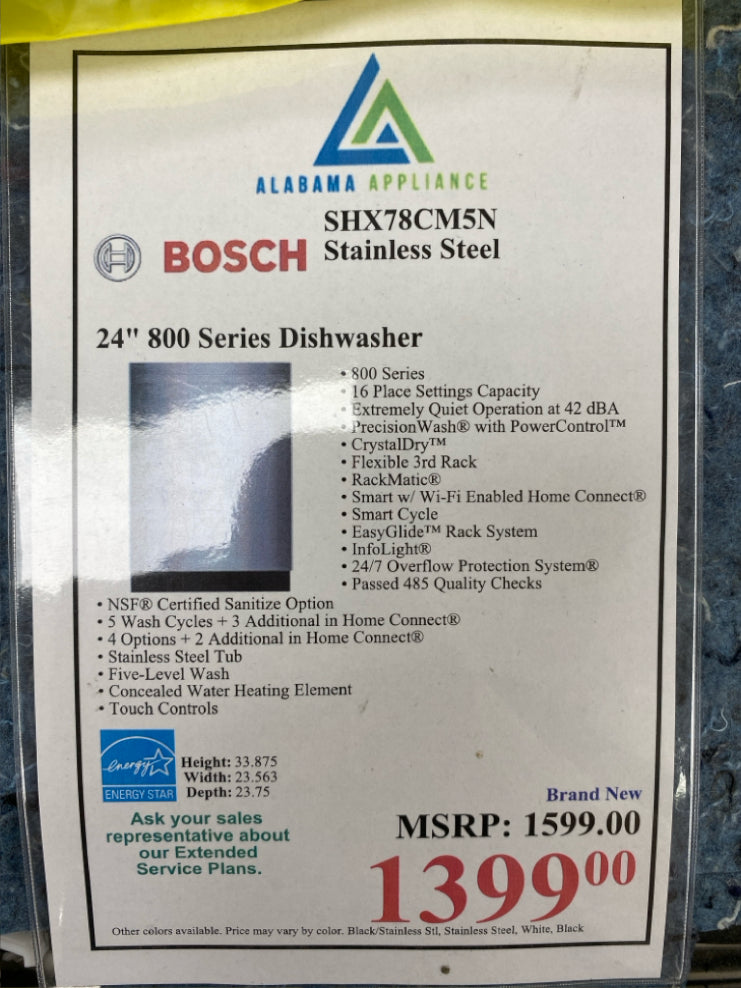 ALABAMA APPLIANCE
SHX78CM5N
BOSCH Stainless Steel
24" 800 Series Dishwasher
• 800 Series
• 16 Place Settings Capacity
• Extremely Quiet Operation at 42 dBA
• PrecisionWash® with PowerControl™
• CrystalDry™
• Flexible 3rd Rack
• RackMatic®
• Smart w/ Wi-Fi Enabled Home Connect®
• Smart Cycle
• EasyGlide™ Rack System
• InfoLight®
• 24/7 Overflow Protection System®
• Passed 485 Quality Checks
• NSF® Certified Sanitize Option
• 5 Wash Cycles + 3 Additional in Home Connect®
• 4 Options + 2 Additional in Home Connect®
• Stainless Steel Tub
• Five-Level Wash
• Concealed Water Heating Element
• Touch Controls
energy
ENERGY STAR
Height: 33.875
Width: 23.563
Depth: 23.75
Ask your sales
representative about
our Extended
Service Plans.
Brand New
MSRP: 1599.00
139900
Other colors available. Price may vary by color. Black/Stainless Stl, Stainless Steel, White, Black